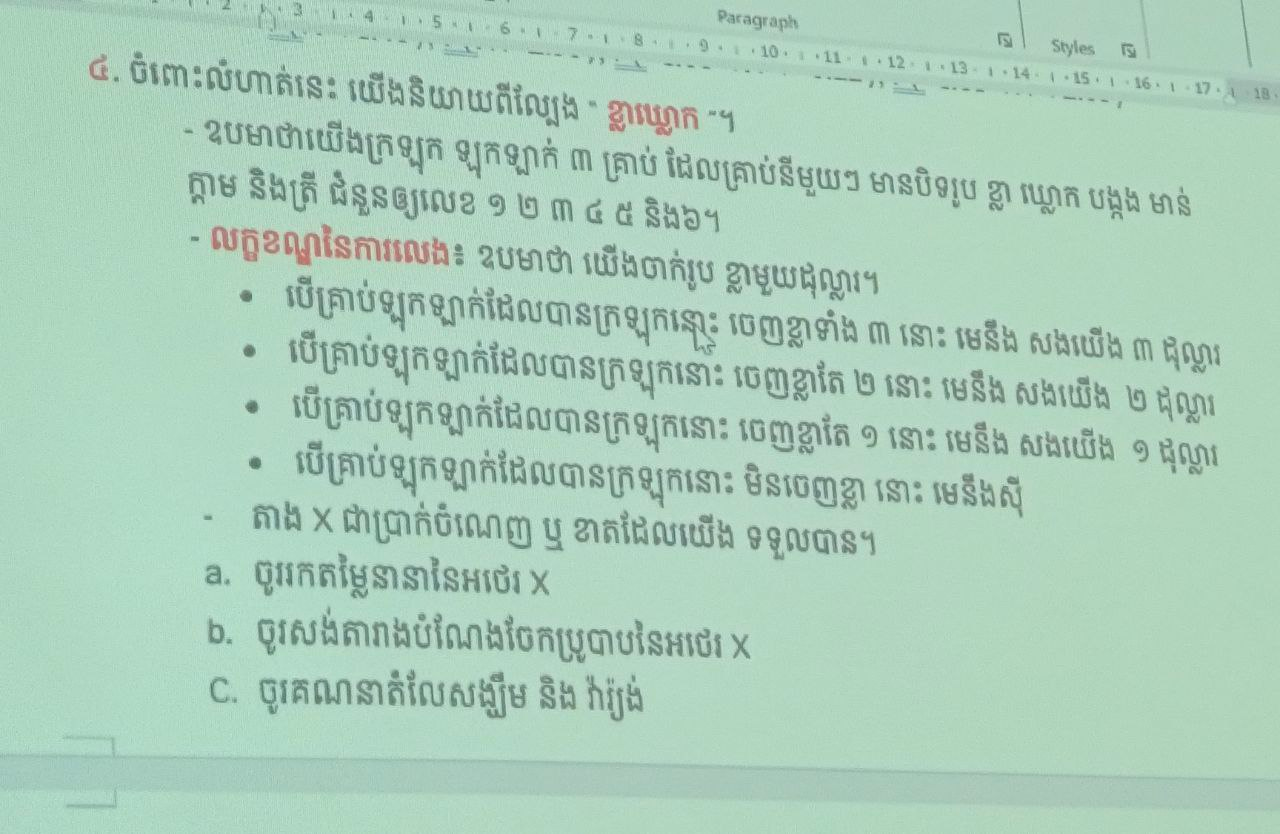 Paragraph
Styles
2 3 4 5 6 7 8 9 10 11 12 13 14 15 16 17 18
៤. ចំពោះលំហាត់នេះ យើងនិយាយពីល្បែង " ខ្លាឃ្លោក "។
- ឧបមាថាយើងក្រឡុក ឡុកឡាក់ ៣ គ្រាប់ ដែលគ្រាប់នីមួយៗ មានបិទរូប ខ្លា ឃ្លោក បង្កង មាន់
ក្តាម និងត្រី ជំនួនឲ្យលេខ ១ ២ ៣ ៤ ៥ និង៦។
- លក្ខខណ្ឌនៃការលេង៖ ឧបមាថា យើងចាក់រូប ខ្លាមួយដុល្លារ។
• បើគ្រាប់ឡុកឡាក់ដែលបានក្រឡុកនោះ ចេញខ្លាទាំង ៣ នោះ មេនឹង សងយើង ៣ ដុល្លារ
• បើគ្រាប់ឡុកឡាក់ដែលបានក្រឡុកនោះ ចេញខ្លាតែ ២ នោះ មេនឹង សងយើង ២ ដុល្លារ
• បើគ្រាប់ឡុកឡាក់ដែលបានក្រឡុកនោះ ចេញខ្លាតែ ១ នោះ មេនឹង សងយើង ១ ដុល្លារ
• បើគ្រាប់ឡុកឡាក់ដែលបានក្រឡុកនោះ មិនចេញខ្លា នោះ មេនឹងស៊ី
- តាង X ជាប្រាក់ចំណេញ ឬ ខាតដែលយើង ទទួលបាន។
a. ចូររកតម្លៃនានានៃអថេរ X
b. ចូរសង់តារាងបំណែងចែកប្រូបាបនៃអថេរ X
C. ចូរគណនាតំលៃសង្ឃឹម និង វ៉ារ្យ៉ង់